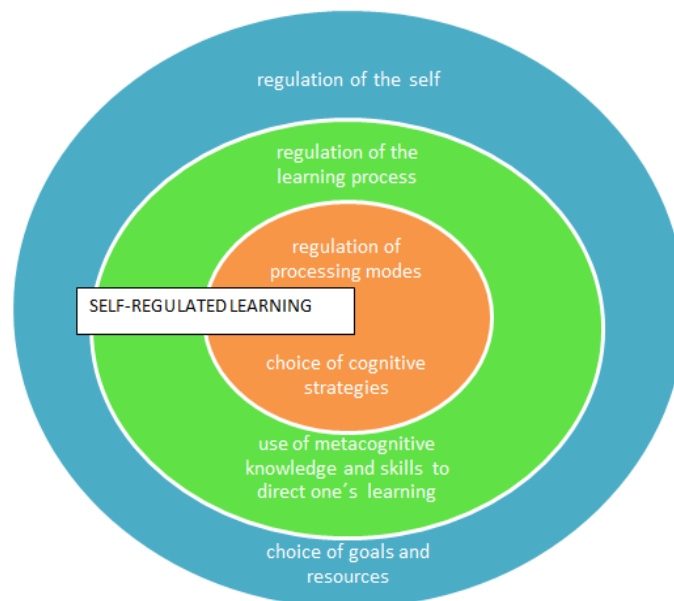 regulation of the self
regulation of the
learning process
regulation of
processing modes
SELF-REGULATED LEARNING
choice of cognitive
strategies
use of metacognitive
knowledge and skills to
direct one´s learning
choice of goals and
resources